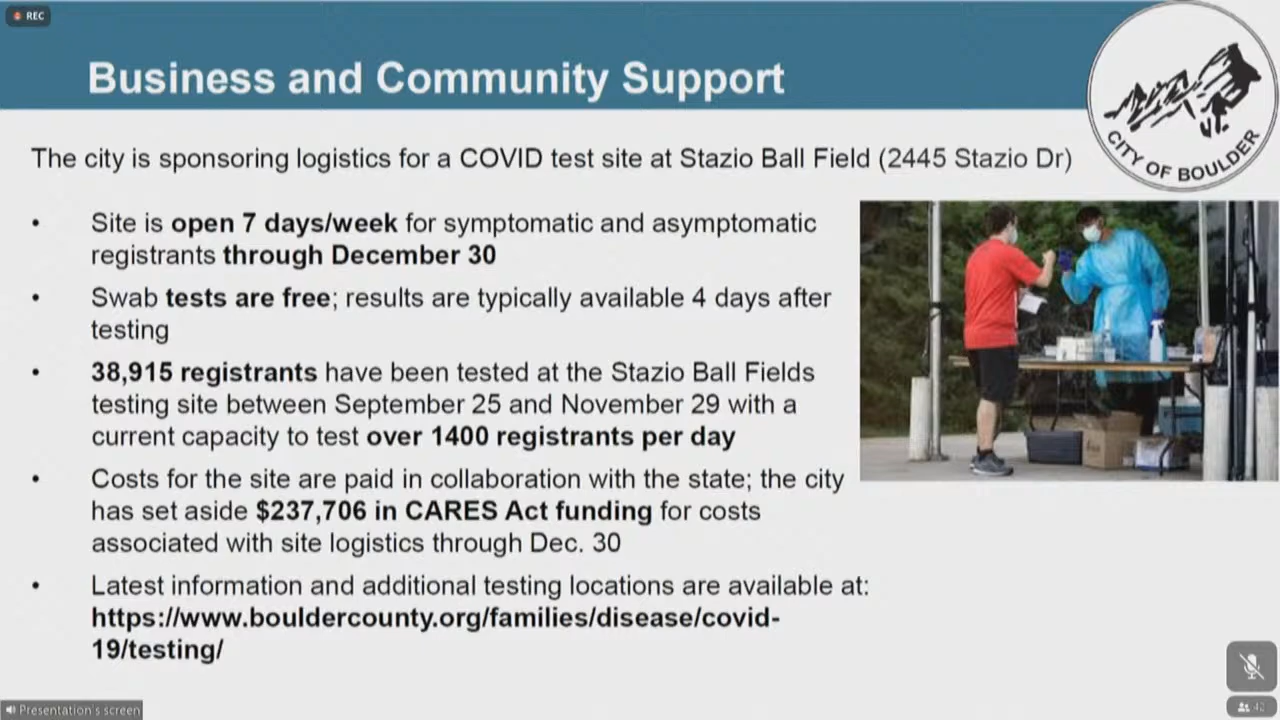 REC
Business and Community Support
CITY OF BOULDER
The city is sponsoring logistics for a COVID test site at Stazio Ball Field (2445 Stazio Dr)
• Site is open 7 days/week for symptomatic and asymptomatic
registrants through December 30
• Swab tests are free; results are typically available 4 days after
testing
• 38,915 registrants have been tested at the Stazio Ball Fields
testing site between September 25 and November 29 with a
current capacity to test over 1400 registrants per day
• Costs for the site are paid in collaboration with the state; the city
has set aside $237,706 in CARES Act funding for costs
associated with site logistics through Dec. 30
• Latest information and additional testing locations are available at:
https://www.bouldercounty.org/families/disease/covid-
19/testing/
Presentation's screen
42